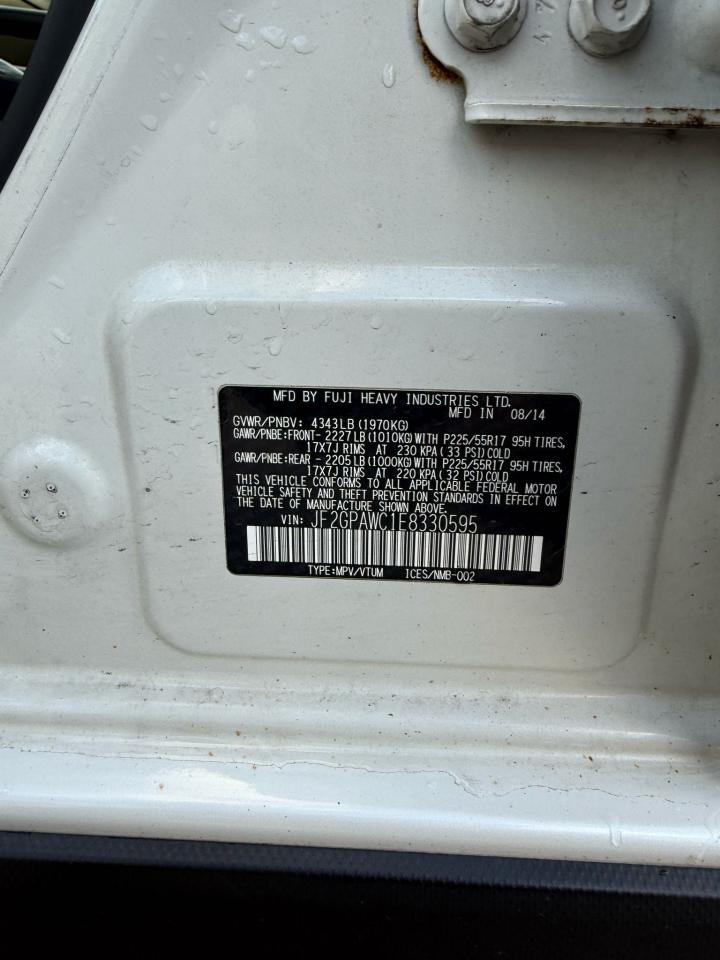 MFD BY FUJI HEAVY INDUSTRIES LTD.
MFD IN 08/14
GVWR/PNBV: 4343LB(1970KG)
GAWR/PNBE:FRONT- 2227LB(1010KG)WITH P225/55R17 95H TIRES,
17X7J RIMS AT 230 KPA(33 PSI)COLD
GAWR/PNBE:REAR - 2205LB(1000KG)WITH P225/55R17 95H TIRES,
17X7J RIMS AT 220 KPA(32 PSI)COLD
THIS VEHICLE CONFORMS TO ALL APPLICABLE FEDERAL MOTOR
VEHICLE SAFETY AND THEFT PREVENTION STANDARDS IN EFFECT ON
THE DATE OF MANUFACTURE SHOWN ABOVE.
VIN: JF2GPAWC1E8330595
TYPE:MPV/VTUM ICES/NMB-002